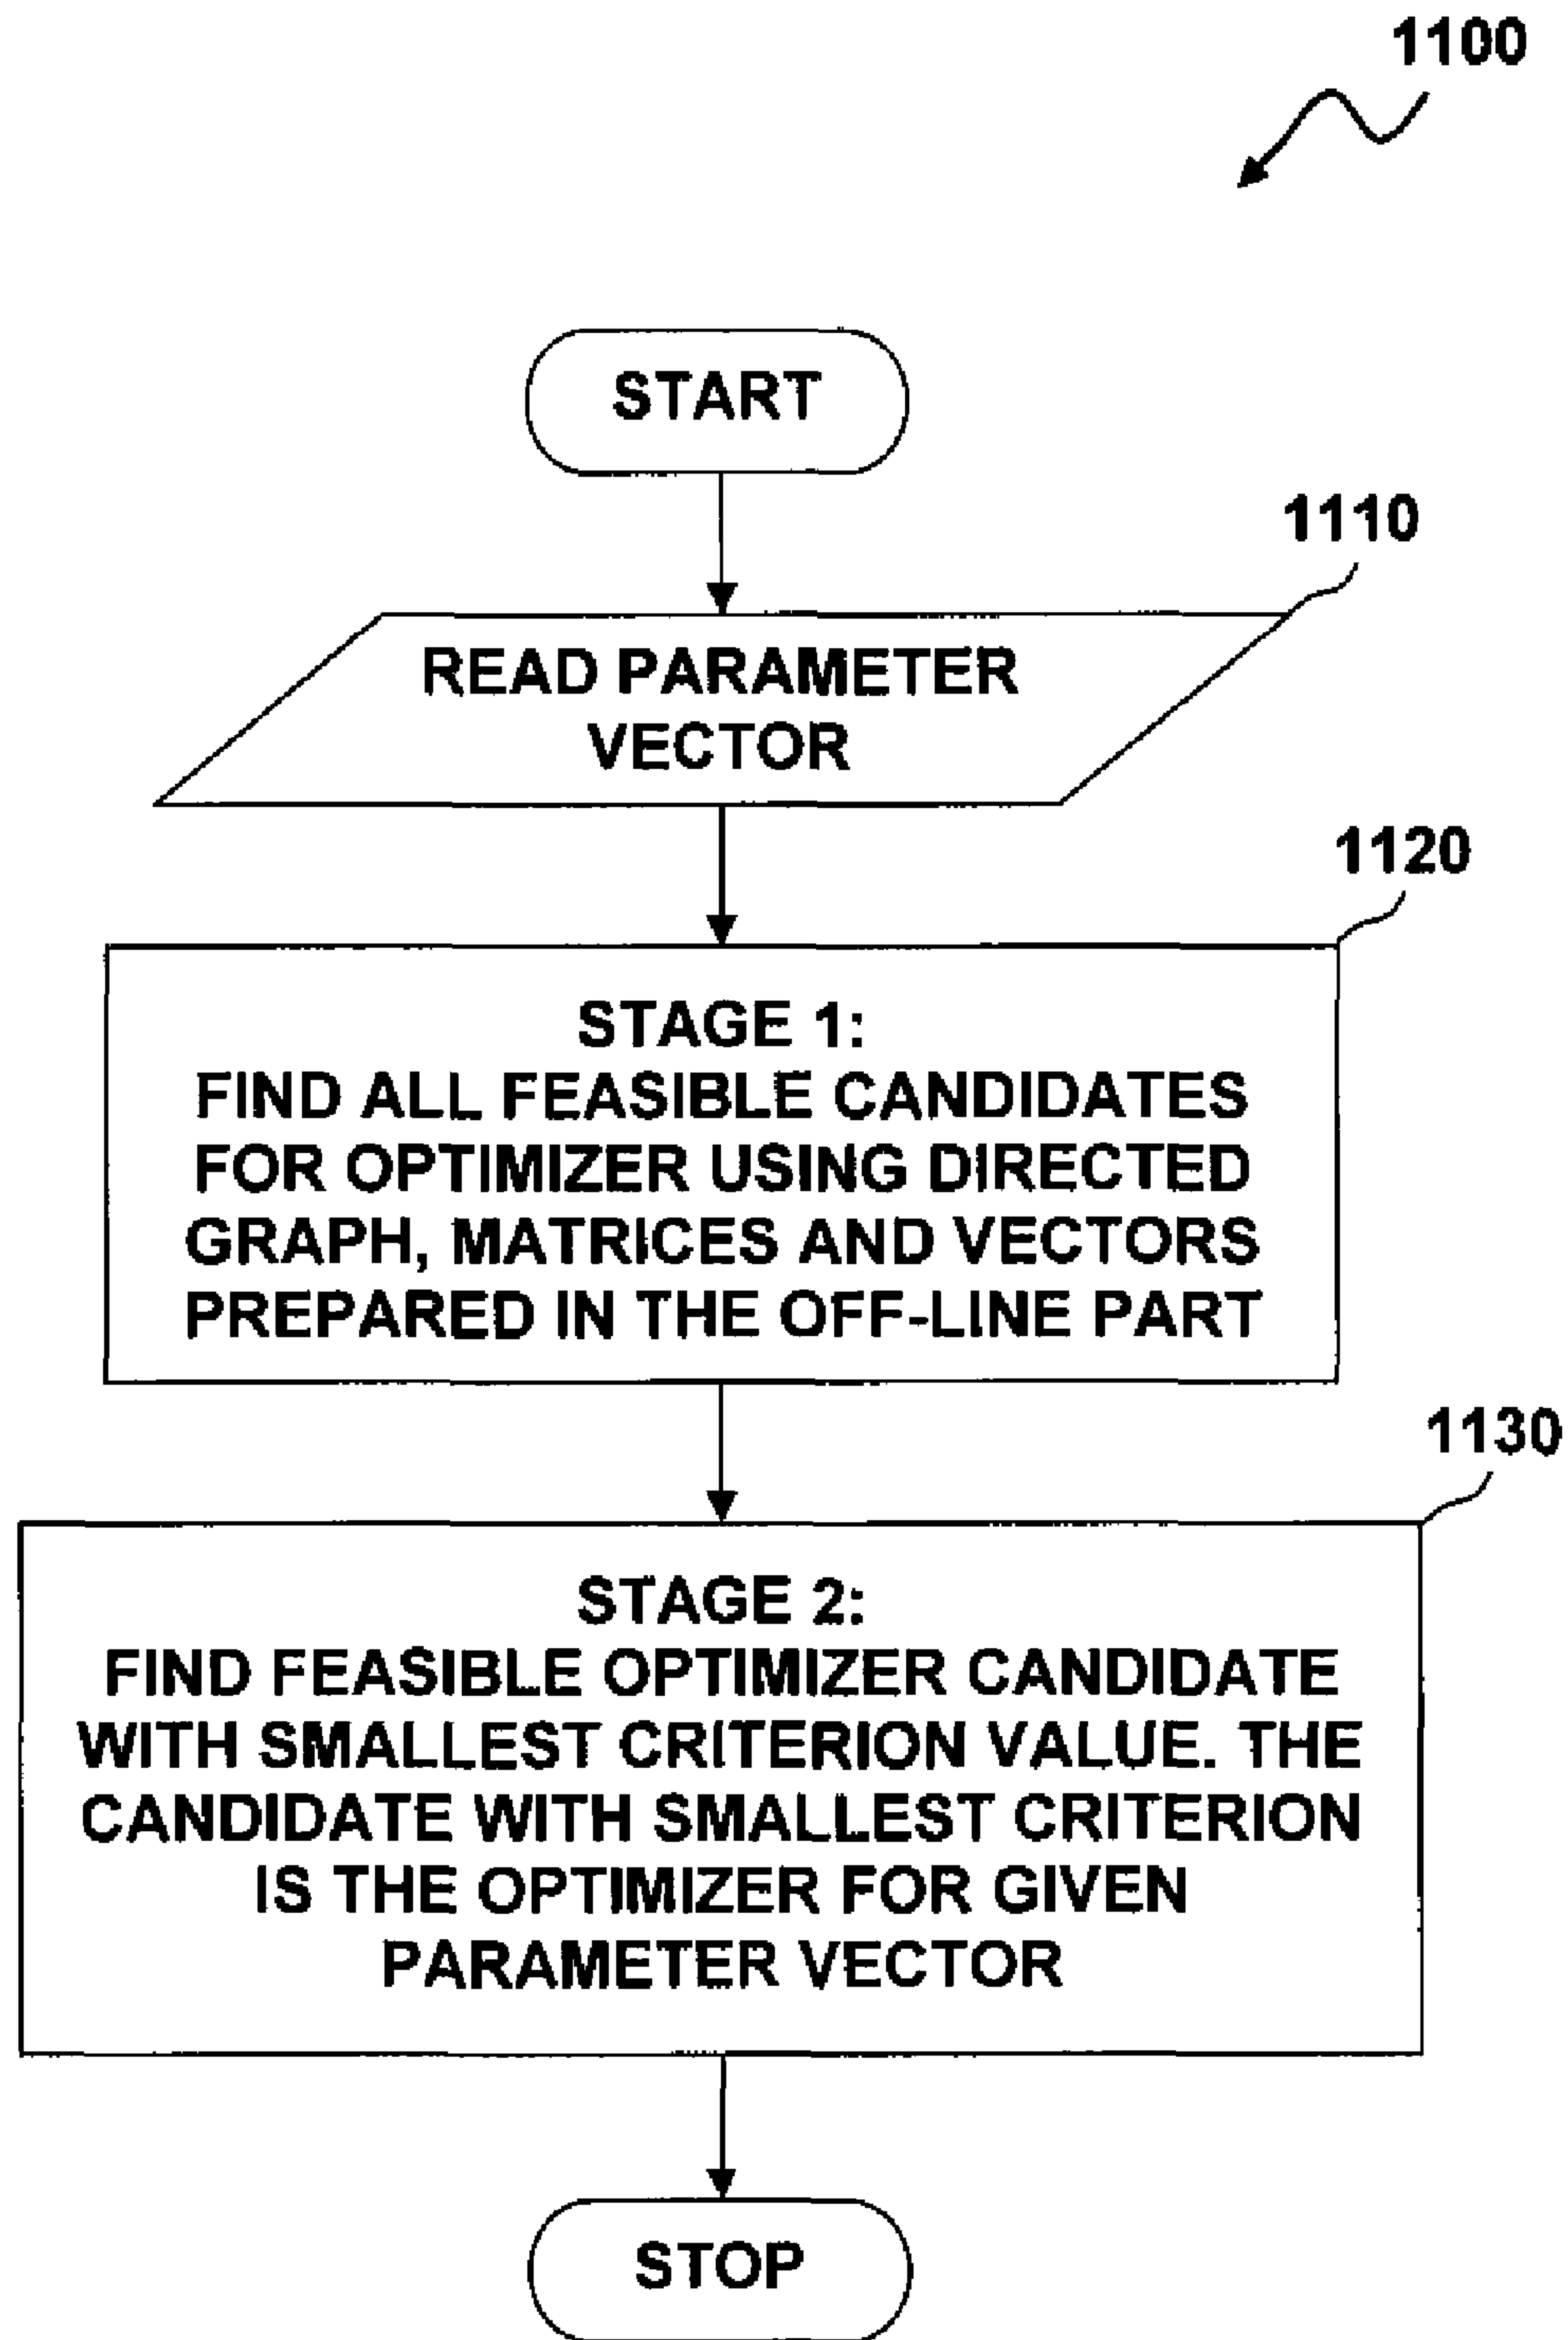 1100
START
1110
READ PARAMETER
VECTOR
1120
STAGE 1:
FIND ALL FEASIBLE CANDIDATES
FOR OPTIMIZER USING DIRECTED
GRAPH, MATRICES AND VECTORS
PREPARED IN THE OFF-LINE PART
1130
STAGE 2:
FIND FEASIBLE OPTIMIZER CANDIDATE
WITH SMALLEST CRITERION VALUE. THE
CANDIDATE WITH SMALLEST CRITERION
IS THE OPTIMIZER FOR GIVEN
PARAMETER VECTOR
STOP